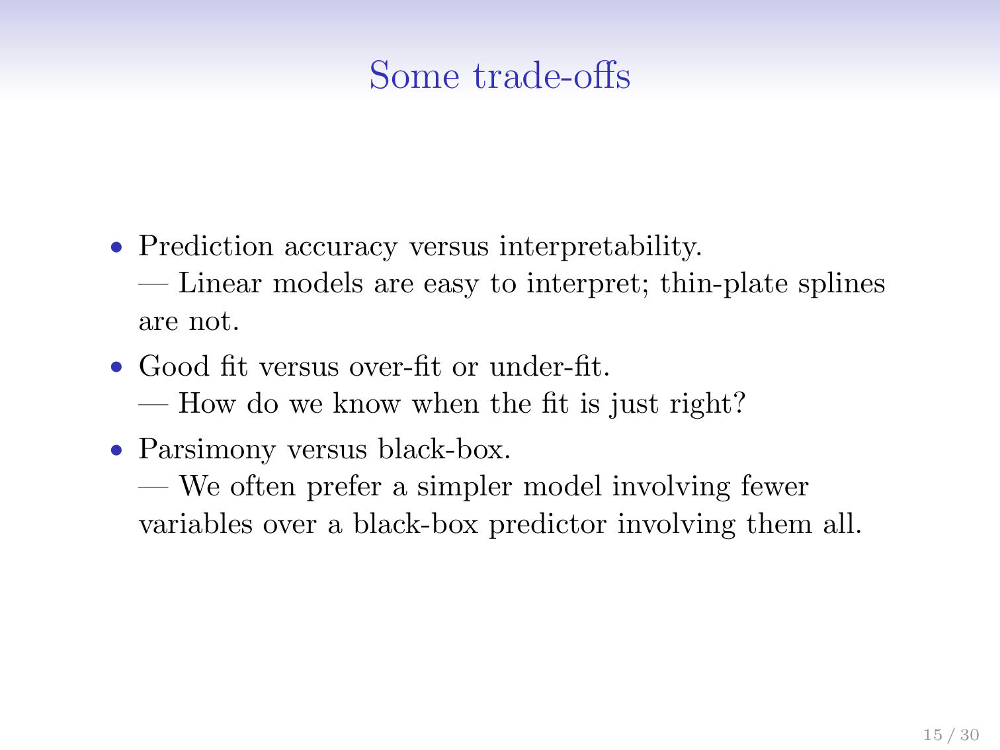 Some trade-offs
• Prediction accuracy versus interpretability.
— Linear models are easy to interpret; thin-plate splines
are not.
• Good fit versus over-fit or under-fit.
— How do we know when the fit is just right?
• Parsimony versus black-box.
— We often prefer a simpler model involving fewer
variables over a black-box predictor involving them all.
15 / 30